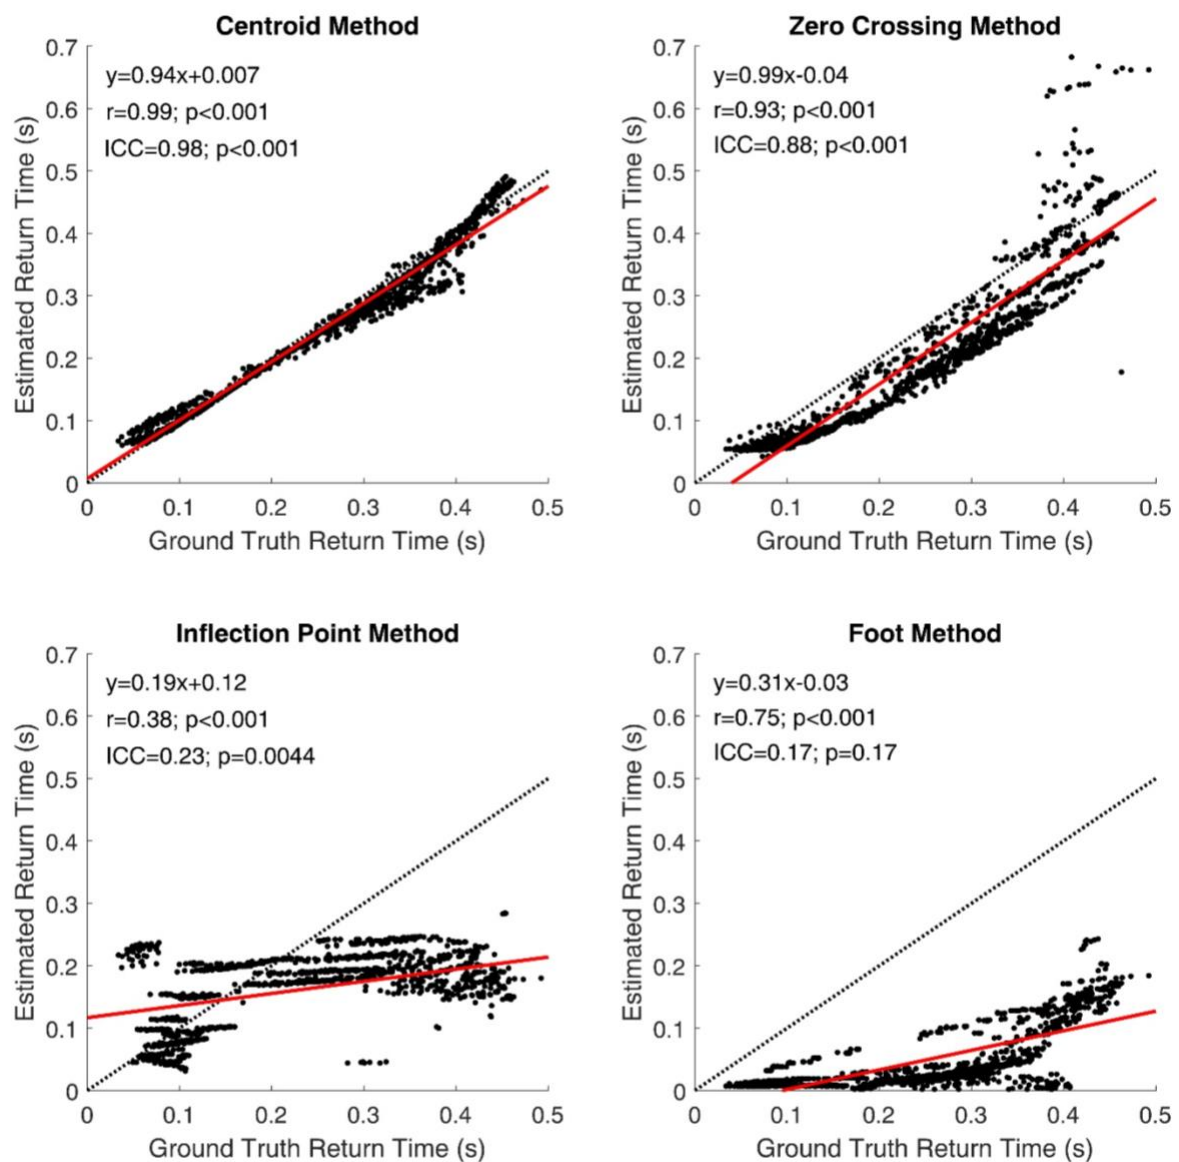 Centroid Method
y=0.94x+0.007
r=0.99; p<0.001
ICC=0.98; p<0.001
0.7
0.6
0.5
0.4
0.3
0.2
0.1
0
Estimated Return Time (s)
0 0.1 0.2 0.3 0.4 0.5
Ground Truth Return Time (s)
Zero Crossing Method
y=0.99x-0.04
r=0.93; p<0.001
ICC=0.88; p<0.001
0.7
0.6
0.5
0.4
0.3
0.2
0.1
0
Estimated Return Time (s)
0 0.1 0.2 0.3 0.4 0.5
Ground Truth Return Time (s)
Inflection Point Method
y=0.19x+0.12
r=0.38; p<0.001
ICC=0.23; p=0.0044
0.7
0.6
0.5
0.4
0.3
0.2
0.1
0
Estimated Return Time (s)
0 0.1 0.2 0.3 0.4 0.5
Ground Truth Return Time (s)
Foot Method
y=0.31x-0.03
r=0.75; p<0.001
ICC=0.17; p=0.17
0.7
0.6
0.5
0.4
0.3
0.2
0.1
0
Estimated Return Time (s)
0 0.1 0.2 0.3 0.4 0.5
Ground Truth Return Time (s)